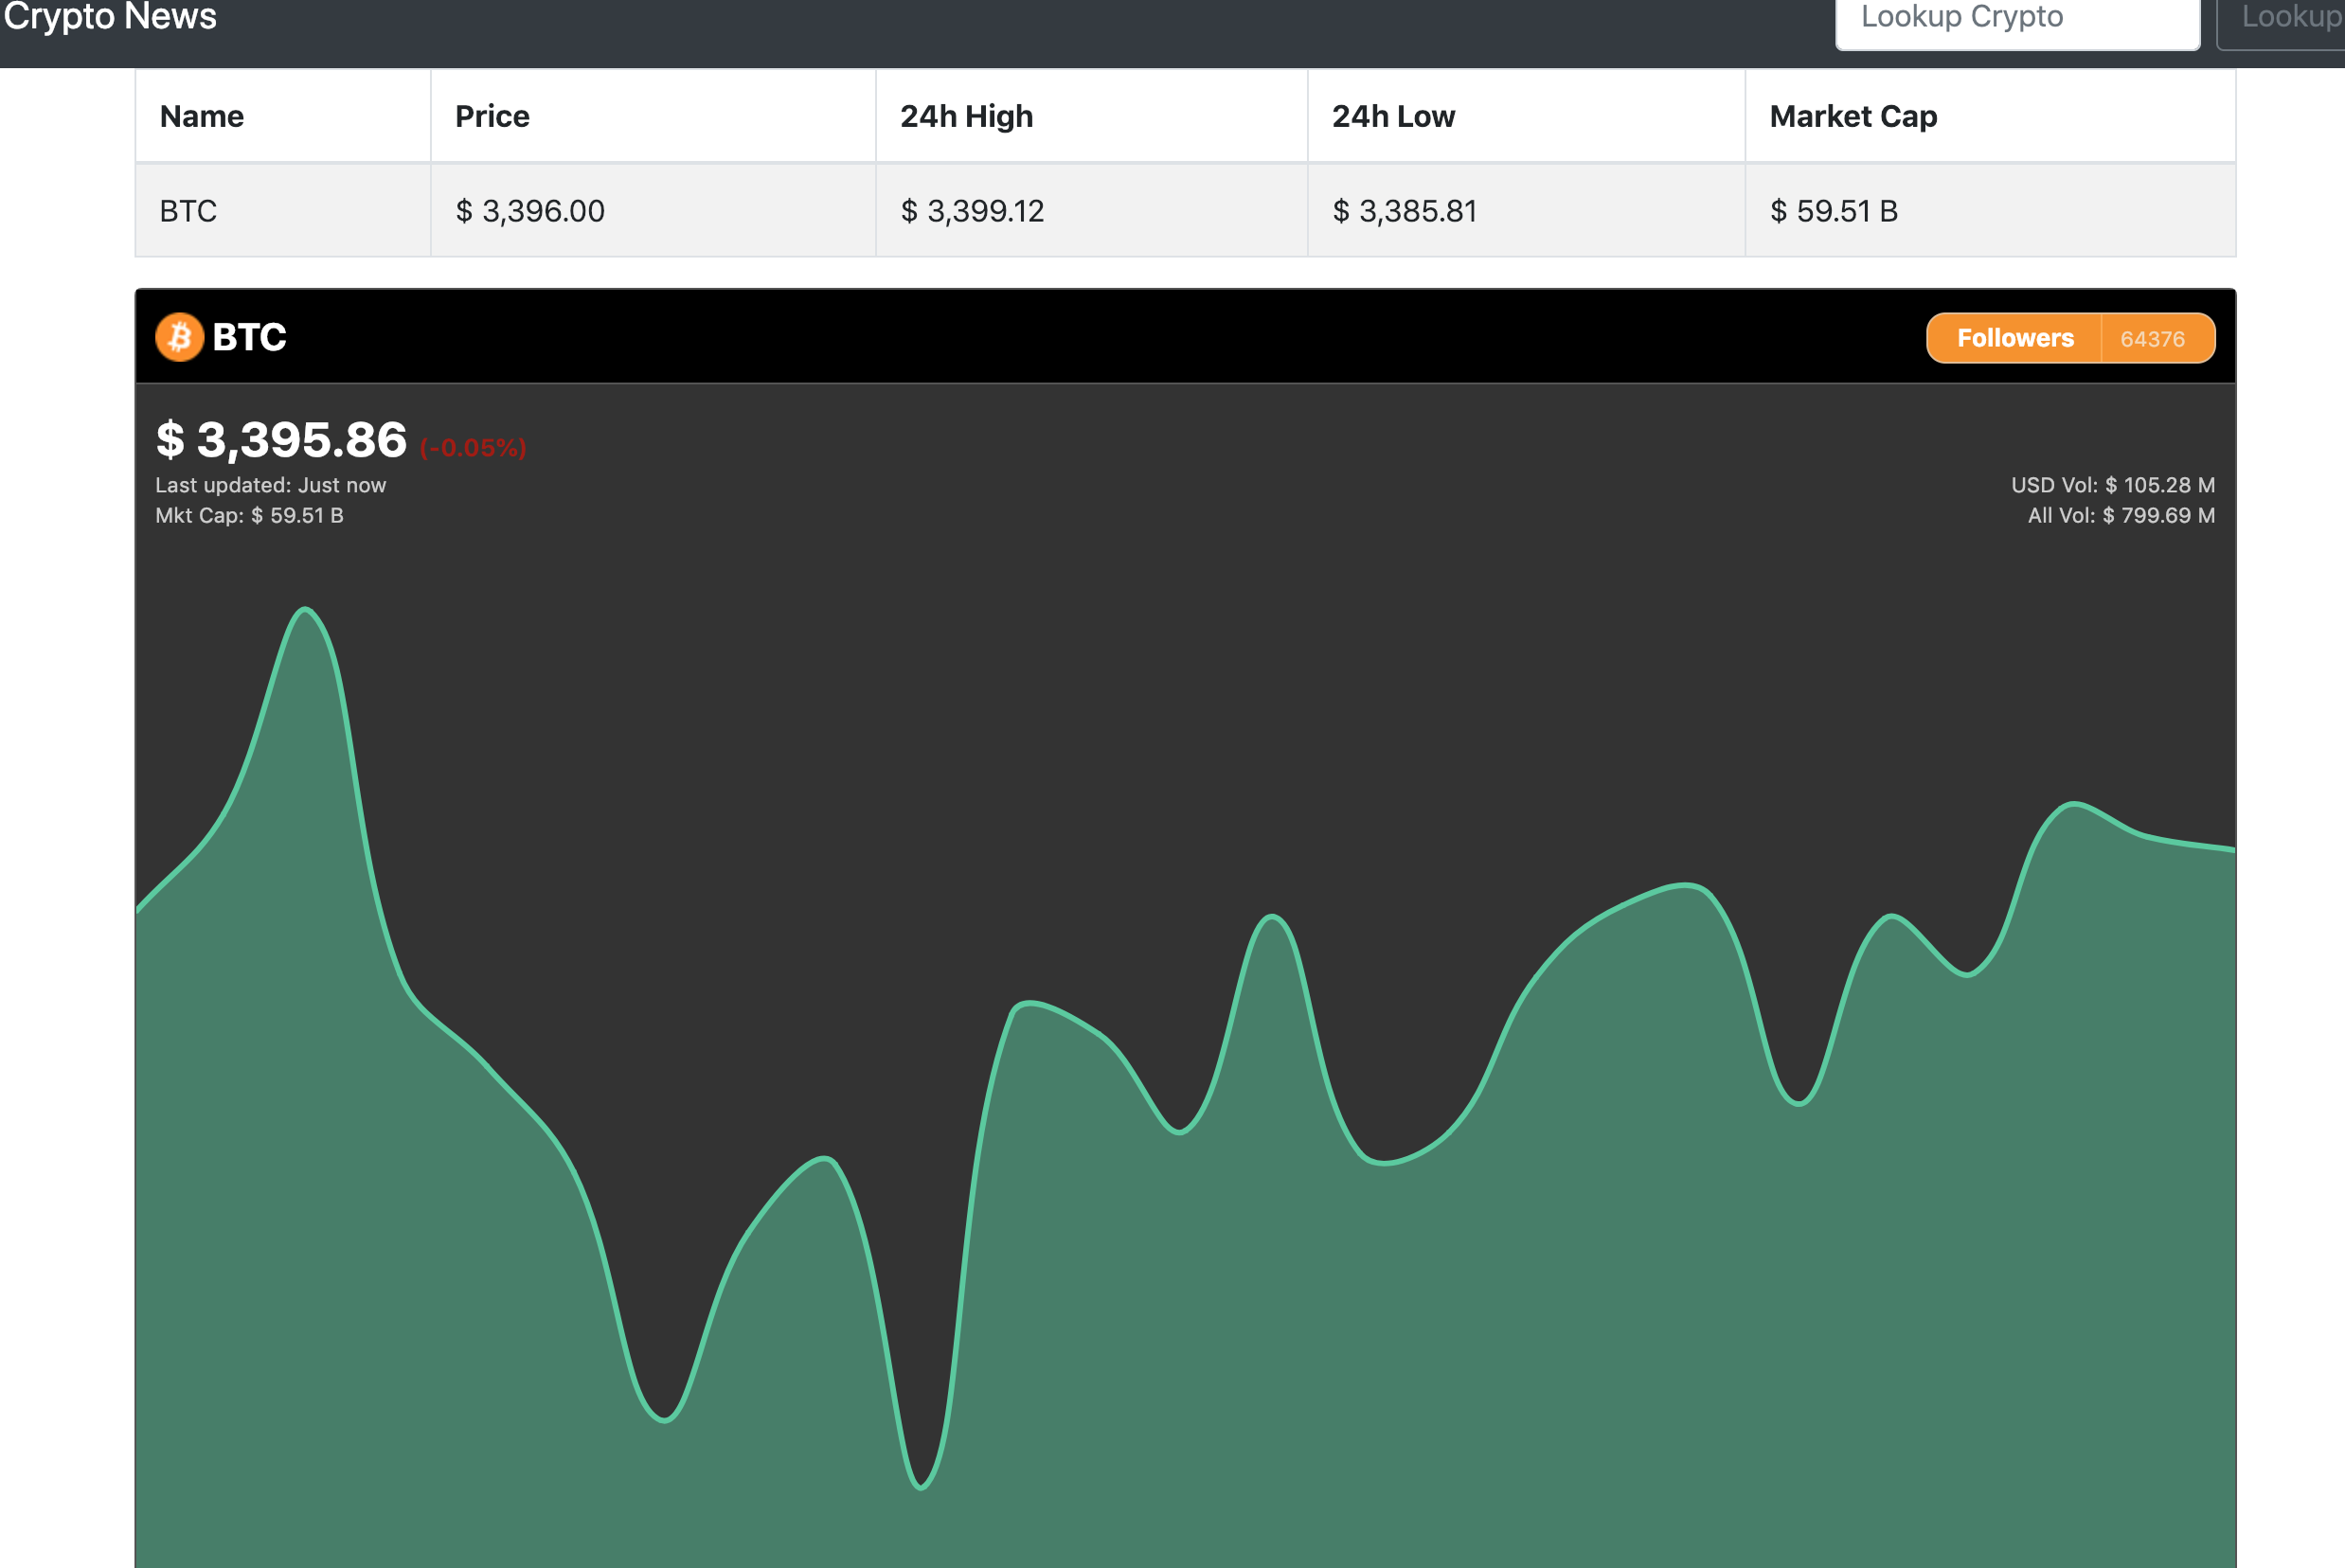 Crypto News
Lookup Crypto
Lookup
Name Price 24h High 24h Low Market Cap
BTC $ 3,396.00 $ 3,399.12 $ 3,385.81 $ 59.51 B
BTC
Followers 64376
$ 3,395.86 (-0.05%)
Last updated: Just now
Mkt Cap: $ 59.51 B
USD Vol: $ 105.28 M
All Vol: $ 799.69 M